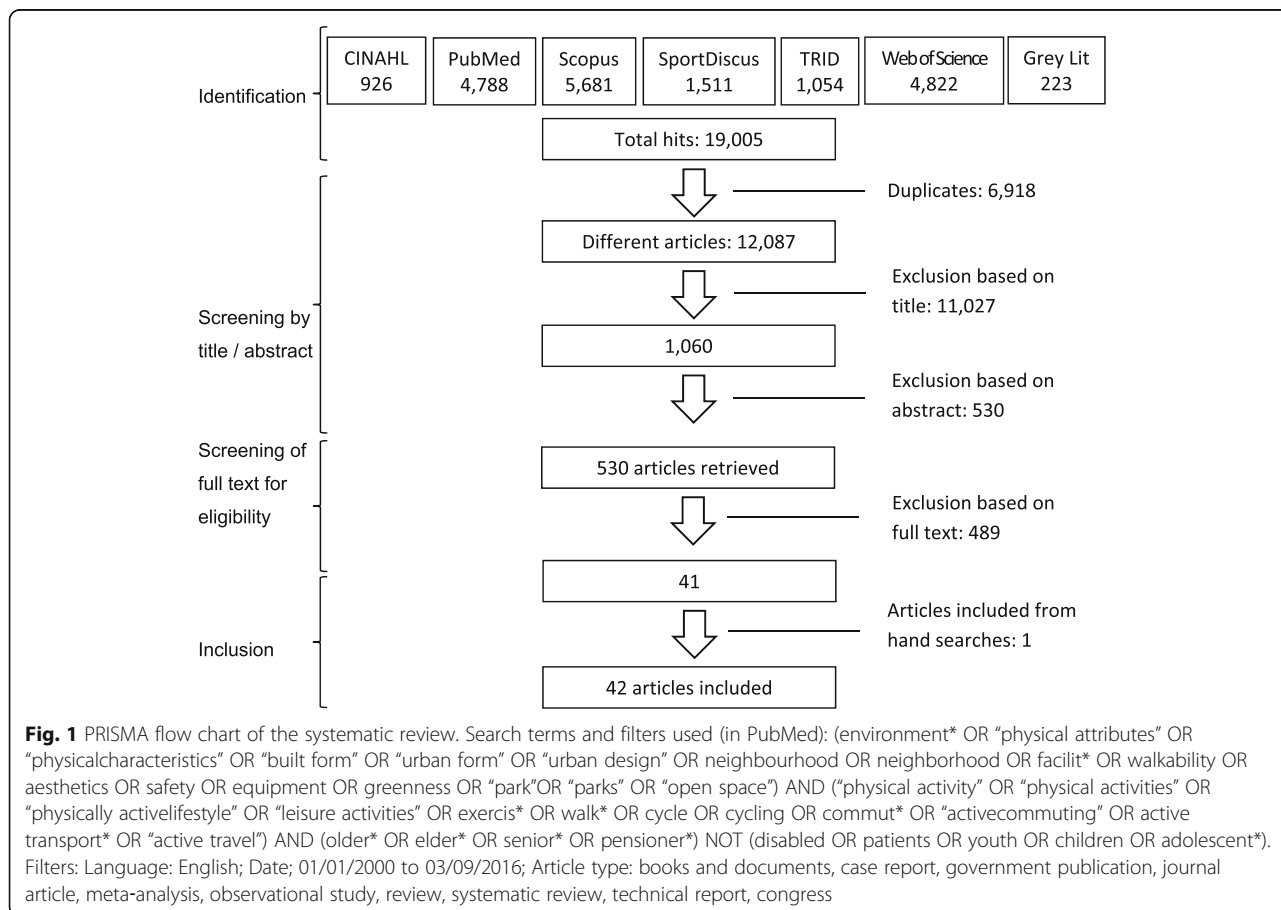 CINAHL
926
PubMed
4,788
Scopus
5,681
SportDiscus
1,511
TRID
1,054
Web of Science
4,822
Grey Lit
223
Identification
Total hits: 19,005
Duplicates: 6,918
Different articles: 12,087
Exclusion based on
title: 11,027
Screening by
title / abstract
1,060
Exclusion based on
abstract: 530
Screening of
full text for
eligibility
530 articles retrieved
Exclusion based on
full text: 489
41
Articles included from
hand searches: 1
Inclusion
42 articles included
Fig. 1 PRISMA flow chart of the systematic review. Search terms and filters used (in PubMed): (environment* OR “physical attributes” OR
“physicalcharacteristics” OR “built form” OR “urban form” OR “urban design” OR neighbourhood OR neighborhood OR facilit* OR walkability OR
aesthetics OR safety OR equipment OR greenness OR “park”OR “parks” OR “open space”) AND (“physical activity” OR “physical activities” OR
“physically activelifestyle” OR “leisure activities” OR exercis* OR walk* OR cycle OR cycling OR commut* OR “activecommuting” OR active
transport* OR “active travel”) AND (older* OR elder* OR senior* OR pensioner*) NOT (disabled OR patients OR youth OR children OR adolescent*).
Filters: Language: English; Date; 01/01/2000 to 03/09/2016; Article type: books and documents, case report, government publication, journal
article, meta-analysis, observational study, review, systematic review, technical report, congress